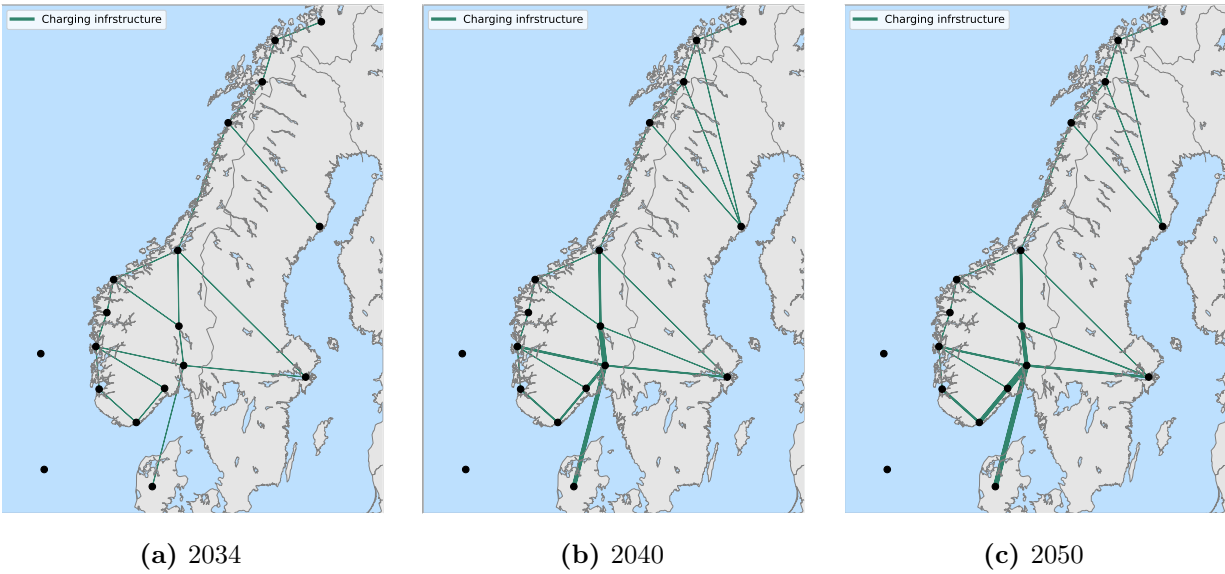 Charging infrstructure
Charging infrstructure
Charging infrstructure
(a) 2034
(b) 2040
(c) 2050